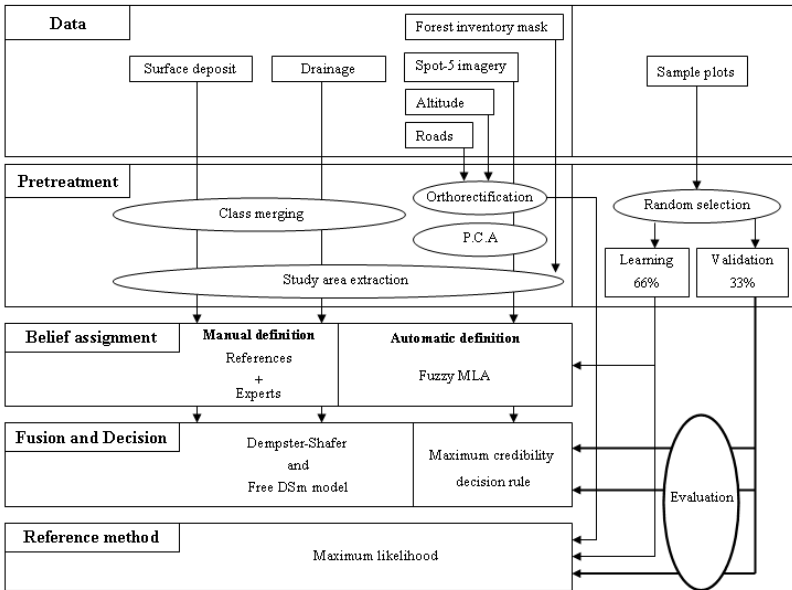 Data
Forest inventory mask
Surface deposit
Drainage
Spot-5 imagery
Sample plots
Altitude
Roads
Pretreatment
Orthorectification
Random selection
Class merging
P.C.A
Learning
66%
Validation
33%
Study area extraction
Belief assignment
Manual definition
References
+
Experts
Automatic definition
Fuzzy MLA
Fusion and Decision
Dempster-Shafer
and
Free DSm model
Maximum credibility
decision rule
Evaluation
Reference method
Maximum likelihood